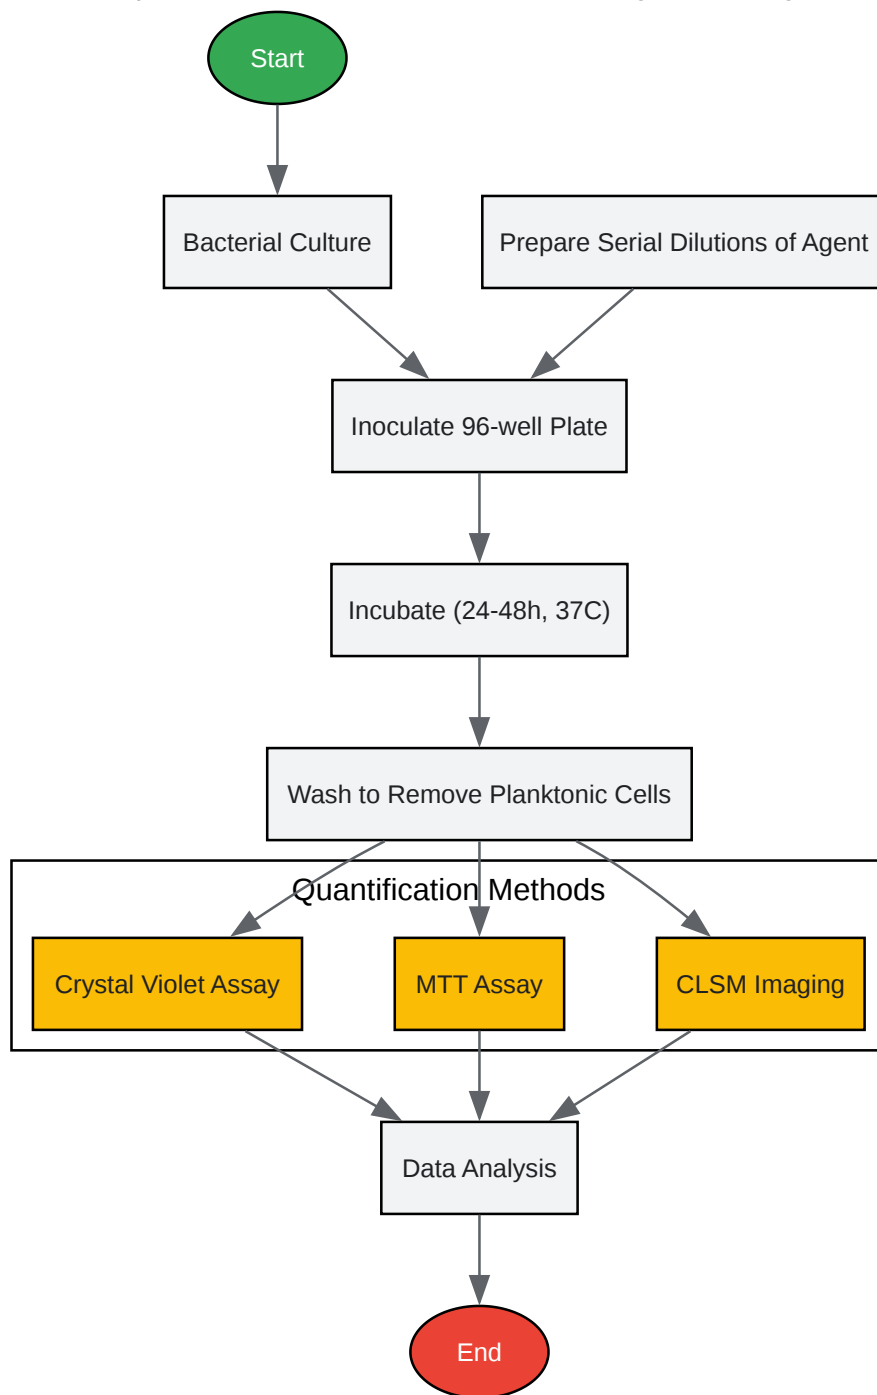 Start
Bacterial Culture
Prepare Serial Dilutions of Agent
Inoculate 96-well Plate
Incubate (24-48h, 37C)
Wash to Remove Planktonic Cells
Quantification Methods
Crystal Violet Assay
MTT Assay
CLSM Imaging
Data Analysis
End